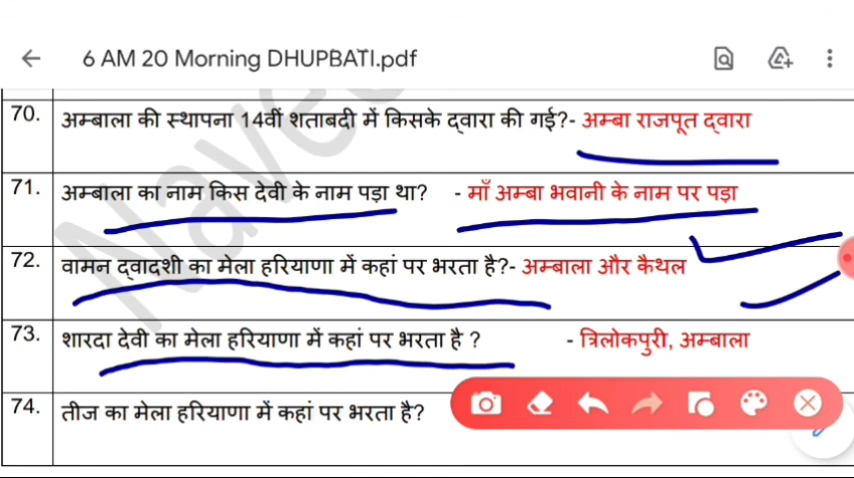 6 AM 20 Morning DHUPBATI.pdf
70. अम्बाला की स्थापना 14वीं शताबदी में किसके द्वारा की गई?- अम्बा राजपूत द्वारा
71. अम्बाला का नाम किस देवी के नाम पड़ा था? - माँ अम्बा भवानी के नाम पर पड़ा
72. वामन द्वादशी का मेला हरियाणा में कहां पर भरता है?- अम्बाला और कैथल
73. शारदा देवी का मेला हरियाणा में कहां पर भरता है ? - त्रिलोकपुरी, अम्बाला
74. तीज का मेला हरियाणा में कहां पर भरता है?